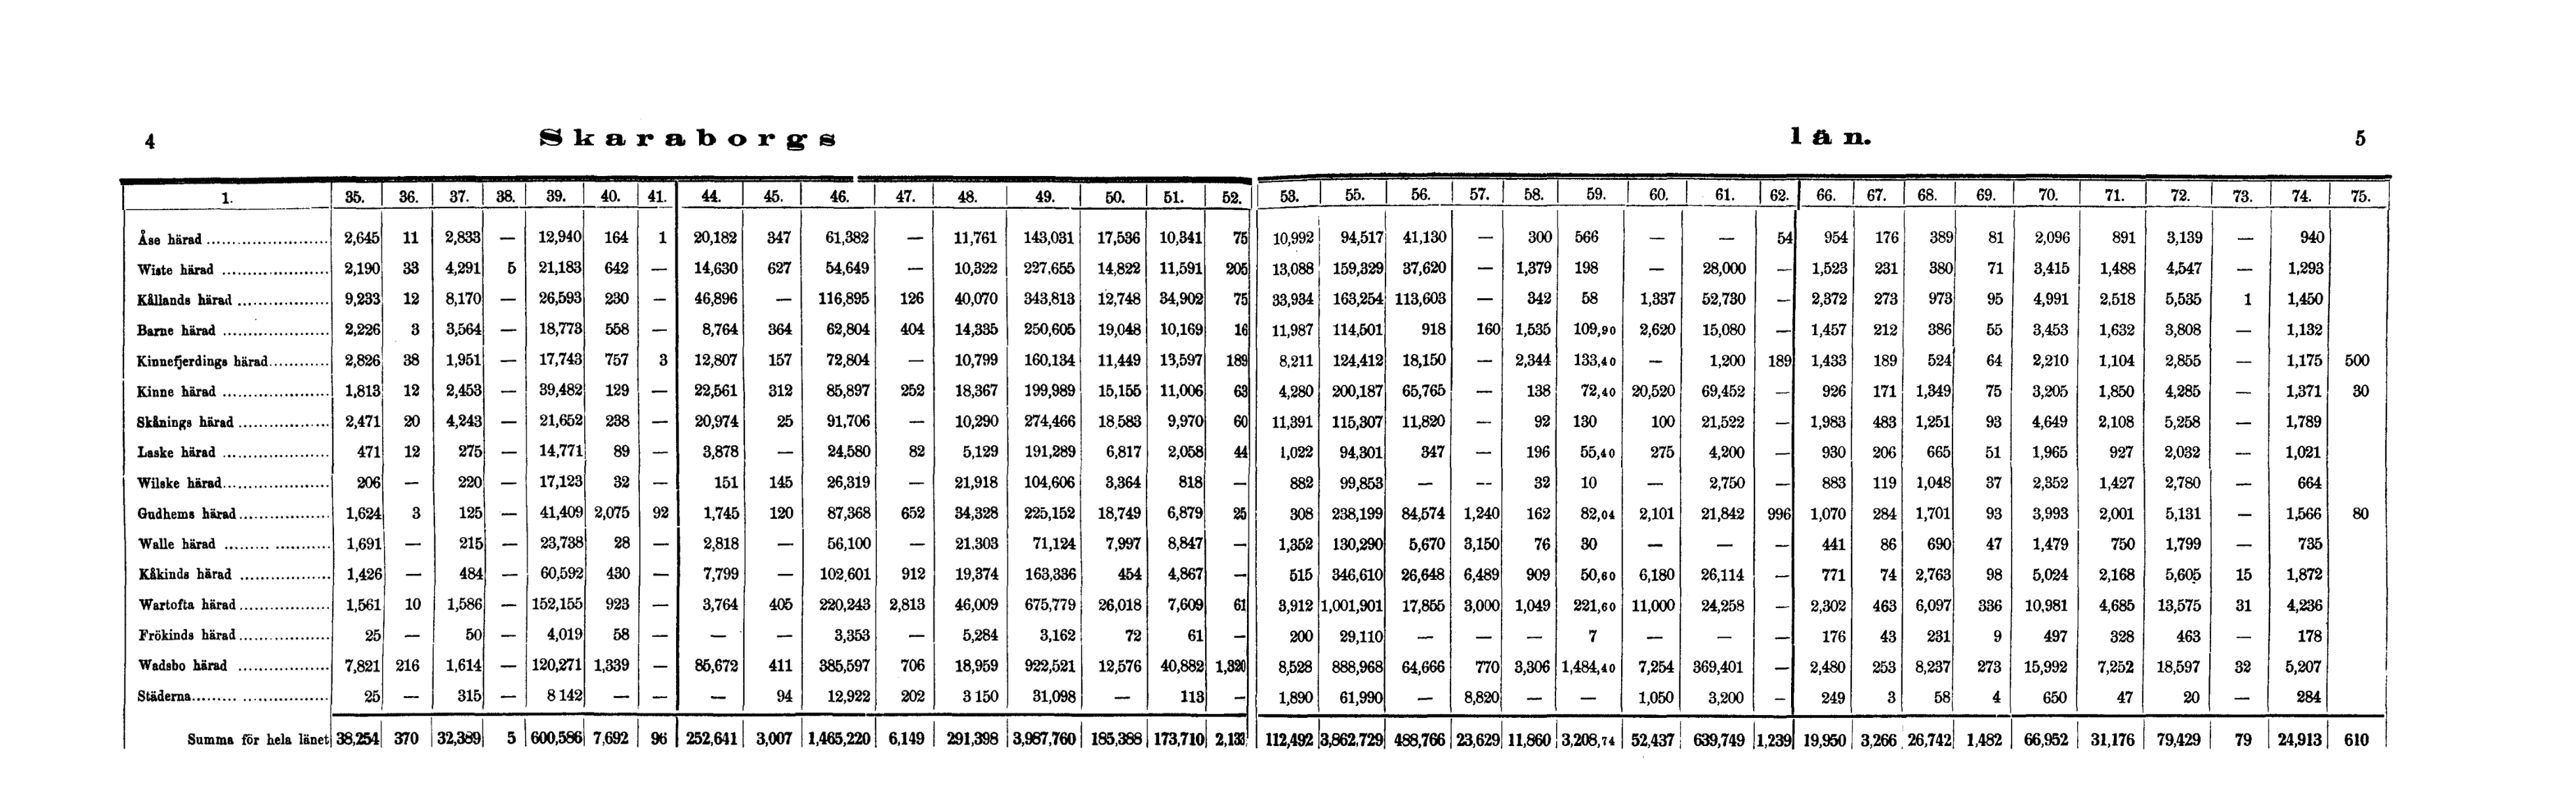 4 Skaraborgs län. 5
1. 35. 36. 37. 38. 39. 40. 41. 44. 45. 46. 47. 48. 49. 50. 51. 52. 53. 55. 56. 57. 58. 59. 60. 61. 62. 66. 67. 68. 69. 70. 71. 72. 73. 74. 75.
Åse härad 2,645 11 2,833 — 12,940 164 1 20,182 347 61,382 — 11,761 143,031 17,536 10,341 75 10,992 94,517 41,130 — 300 566 — — 54 954 176 389 81 2,096 891 3,139 — 940
Wiste härad 2,190 33 4,291 5 21,183 642 — 14,630 627 54,649 — 10,322 227,655 14,822 11,591 205 13,088 159,329 37,620 — 1,379 198 — 28,000 — 1,523 231 380 71 3,415 1,488 4,547 — 1,293
Kållands härad 9,233 12 8,170 — 26,593 230 — 46,896 — 116,895 126 40,070 343,813 12,748 34,902 75 33,934 163,254 113,603 — 342 58 1,337 52,730 — 2,372 273 973 95 4,991 2,518 5,535 1 1,450
Barne härad 2,226 3 3,564 — 18,773 558 — 8,764 364 62,804 404 14,335 250,605 19,048 10,169 16 11,987 114,501 918 160 1,535 109,90 2,620 15,080 — 1,457 212 386 55 3,453 1,632 3,808 — 1,132
Kinnefjerdings härad 2,826 38 1,951 — 17,743 757 3 12,807 157 72,804 — 10,799 160,134 11,449 13,597 189 8,211 124,412 18,150 — 2,344 133,40 — 1,200 189 1,433 189 524 64 2,210 1,104 2,855 — 1,175 500
Kinne härad 1,813 12 2,453 — 39,482 129 — 22,561 312 85,897 252 18,367 199,989 15,155 11,006 63 4,280 200,187 65,765 — 138 72,40 20,520 69,452 — 926 171 1,349 75 3,205 1,850 4,285 — 1,371 30
Skånings härad 2,471 20 4,243 — 21,652 238 — 20,974 25 91,706 — 10,290 274,466 18,583 9,970 60 11,391 115,307 11,820 — 92 130 100 21,522 — 1,983 483 1,251 93 4,649 2,108 5,258 — 1,789
Laske härad 471 12 275 — 14,771 89 — 3,878 — 24,580 82 5,129 191,289 6,817 2,058 44 1,022 94,301 347 — 196 55,40 275 4,200 — 930 206 665 51 1,965 927 2,032 — 1,021
Wilske härad 206 — 220 — 17,123 32 — 151 145 26,319 — 21,918 104,606 3,364 818 — 882 99,853 — — 32 10 — 2,750 — 883 119 1,048 37 2,352 1,427 2,780 — 664
Gudhems härad 1,624 3 125 — 41,409 2,075 92 1,745 120 87,368 652 34,328 225,152 18,749 6,879 25 308 238,199 84,574 1,240 162 82,04 2,101 21,842 996 1,070 284 1,701 93 3,993 2,001 5,131 — 1,566 80
Walle härad 1,691 — 215 — 23,738 28 — 2,818 — 56,100 — 21.303 71,124 7,997 8,847 — 1,352 130,290 5,670 3,150 76 30 — — — 441 86 690 47 1,479 750 1,799 — 735
Kåkinds härad 1,426 — 484 — 60,592 430 — 7,799 — 102,601 912 19,374 163,336 454 4,867 — 515 346,610 26,648 6,489 909 50,60 6,180 26,114 — 771 74 2,763 98 5,024 2,168 5,605 15 1,872
Wartofta härad 1,561 10 1,586 — 152,155 923 — 3,764 405 220,243 2,813 46,009 675,779 26,018 7,609 61 3,912 1,001,901 17,855 3,000 1,049 221,60 11,000 24,258 — 2,302 463 6,097 336 10,981 4,685 13,575 31 4,236
Frökinds härad 25 — 50 — 4,019 58 — — — 3,353 — 5,284 3,162 72 61 — 200 29,110 — — — 7 — — — 176 43 231 9 497 328 463 — 178
Wadsbo härad 7,821 216 1,614 — 120,271 1,339 — 85,672 411 385,597 706 18,959 922,521 12,576 40,882 1,320 8,528 888,968 64,666 770 3,306 1,484,40 7,254 369,401 — 2,480 253 8,237 273 15,992 7,252 18,597 32 5,207
Städerna 25 — 315 — 8 142 — — — 94 12,922 202 3 150 31,098 — 113 — 1,890 61,990 — 8,820 — — 1,050 3,200 — 249 3 58 4 650 47 20 — 284
Summa för hela länet 38,254 370 32,389 5 600,586 7,692 96 252,641 3,007 1,465,220 6,149 291,398 3,987,760 185,388 173,710 2,133 112,492 3,862,729 488,766 23,629 11,860 3,208,74 52,437 639,749 1,239 19,950 3,266 26,742 1,482 66,952 31,176 79,429 79 24,913 610